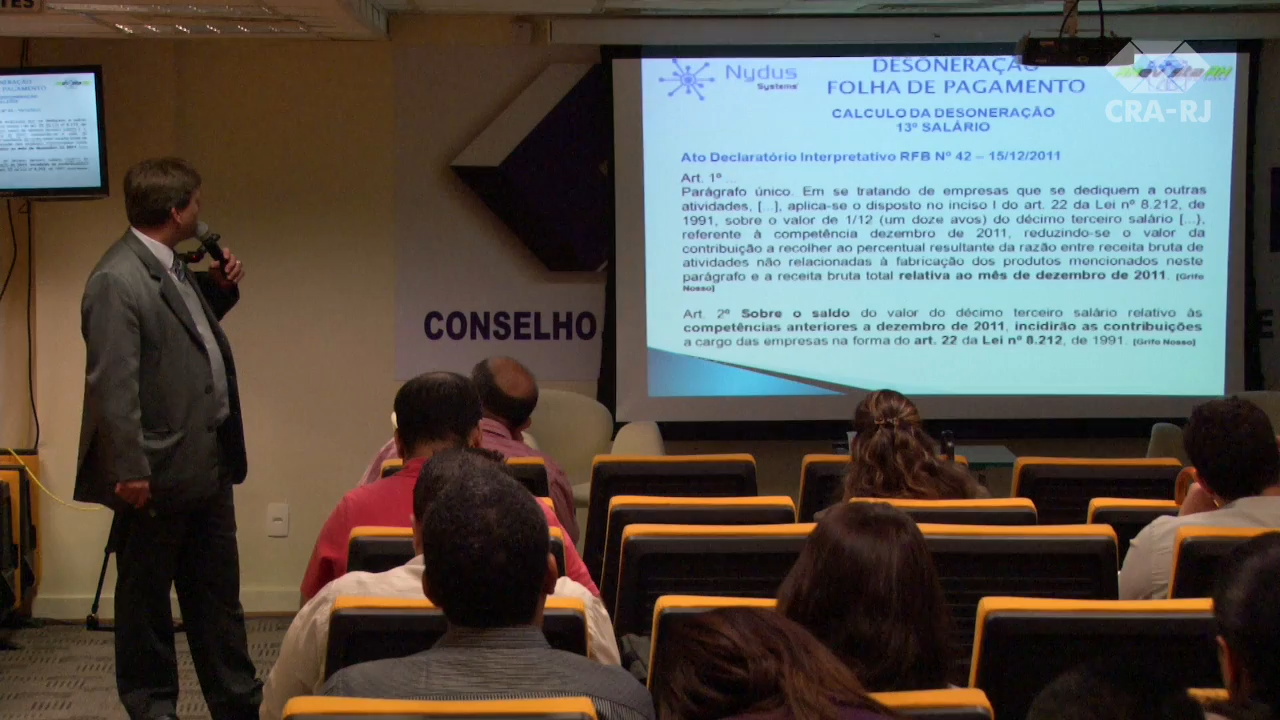 TES
Nydus
Systems
DESONERAÇÃO
FOLHA DE PAGAMENTO
CRA-RJ
CALCULO DA DESONERAÇÃO
13º SALÁRIO
Ato Declaratório Interpretativo RFB Nº 42 – 15/12/2011
Art. 1º ...
Parágrafo único. Em se tratando de empresas que se dediquem a outras
atividades, [...], aplica-se o disposto no inciso I do art. 22 da Lei nº 8.212, de
1991, sobre o valor de 1/12 (um doze avos) do décimo terceiro salário [...],
referente à competência dezembro de 2011, reduzindo-se o valor da
contribuição a recolher ao percentual resultante da razão entre receita bruta de
atividades não relacionadas à fabricação dos produtos mencionados neste
parágrafo e a receita bruta total relativa ao mês de dezembro de 2011. [Grifo
Nosso]
Art. 2º Sobre o saldo do valor do décimo terceiro salário relativo às
competências anteriores a dezembro de 2011, incidirão as contribuições
a cargo das empresas na forma do art. 22 da Lei nº 8.212, de 1991. [Grifo Nosso]
CONSELHO